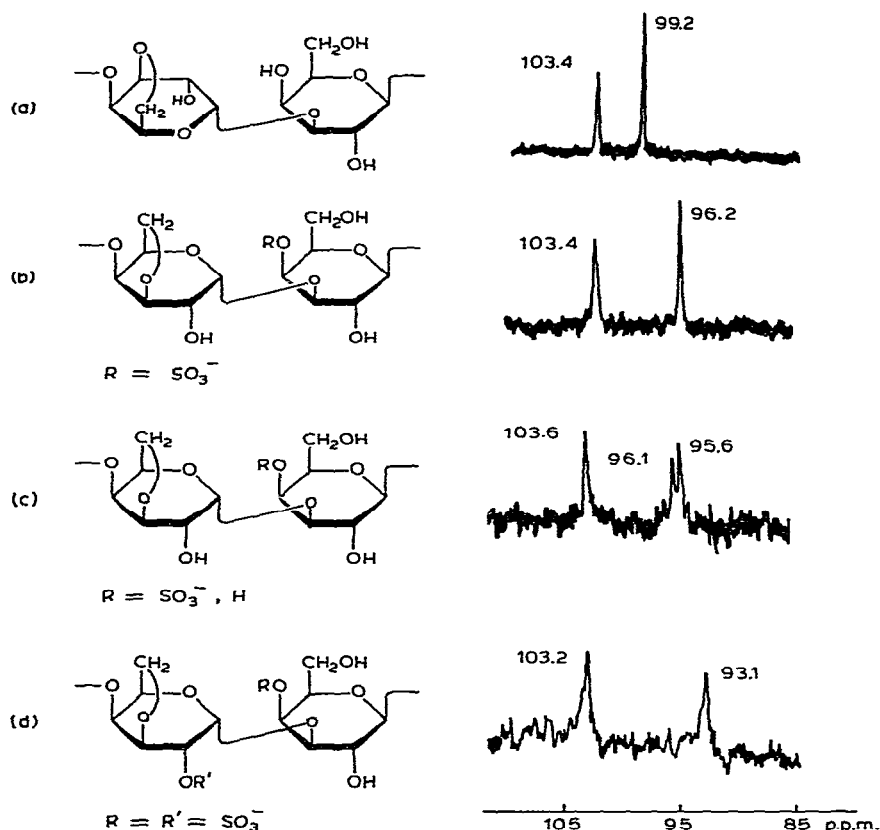 (a)
O
O
HO
CH₂
O
O
CH₂OH
HO
O
OH
103.4
99.2
(b)
CH₂
O
O
O
OH
O
CH₂OH
RO
O
OH
R = SO₃⁻
103.4
96.2
(c)
CH₂
O
O
O
OH
O
CH₂OH
RO
O
OH
R = SO₃⁻, H
103.6
96.1
95.6
(d)
CH₂
O
O
O
OR'
O
CH₂OH
RO
O
OH
R = R' = SO₃⁻
103.2
93.1
105 95 85 p.p.m.